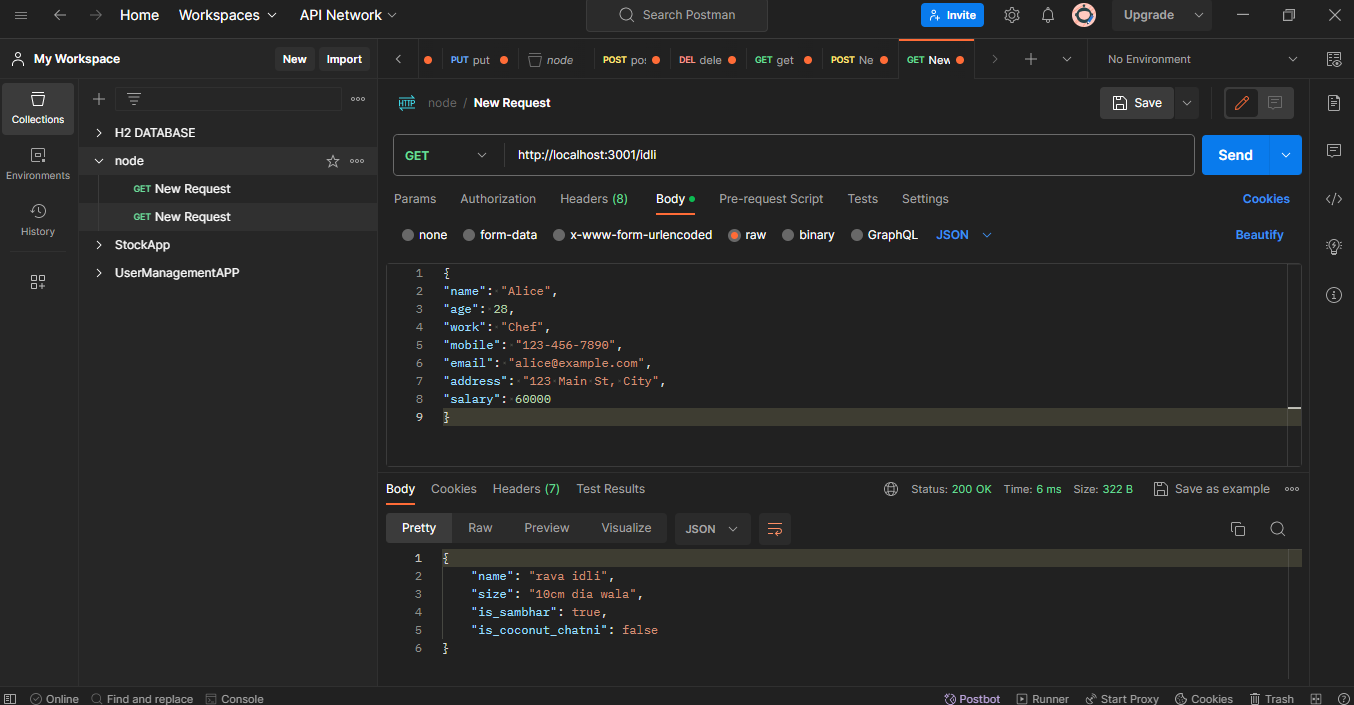 Home Workspaces API Network Search Postman Invite Upgrade
My Workspace New Import PUT put node POST pos DEL dele GET get POST Ne GET New No Environment
Collections
Environments
History
H2 DATABASE
node
GET New Request
GET New Request
StockApp
UserManagementAPP
HTTP node / New Request Save
GET http://localhost:3001/idli Send
Params Authorization Headers (8) Body Pre-request Script Tests Settings Cookies
none form-data x-www-form-urlencoded raw binary GraphQL JSON Beautify
1 {
2 "name": "Alice",
3 "age": 28,
4 "work": "Chef",
5 "mobile": "123-456-7890",
6 "email": "alice@example.com",
7 "address": "123 Main St, City",
8 "salary": 60000
9 }
Body Cookies Headers (7) Test Results Status: 200 OK Time: 6 ms Size: 322 B Save as example
Pretty Raw Preview Visualize JSON
1 {
2 "name": "rava idli",
3 "size": "10cm dia wala",
4 "is_sambhar": true,
5 "is_coconut_chatni": false
6 }
Online Find and replace Console Postbot Runner Start Proxy Cookies Trash